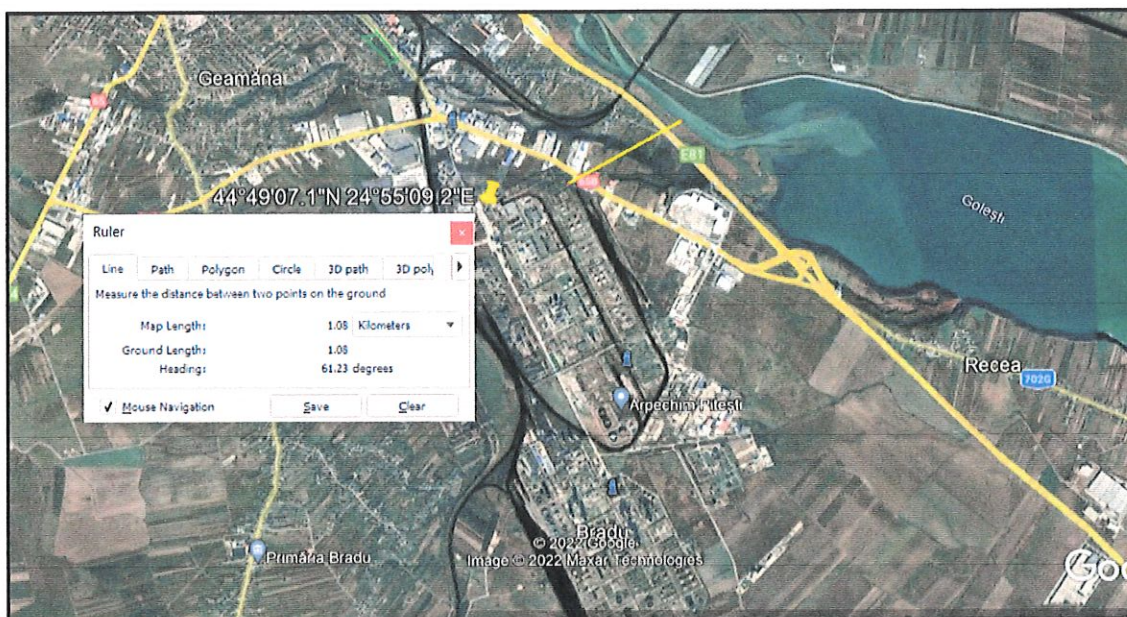 Geamăna
E81
44°49'07.1"N 24°55'09.2"E
Golești
Ruler
Line Path Polygon Circle 3D path 3D poly
Measure the distance between two points on the ground
Map Length: 1.08 Kilometers
Ground Length: 1.08
Heading: 61.23 degrees
Mouse Navigation Save Clear
Recea
702G
Arpechim Pitești
Bradu
© 2022 Google
Image © 2022 Maxar Technologies
Primăria Bradu
Goo